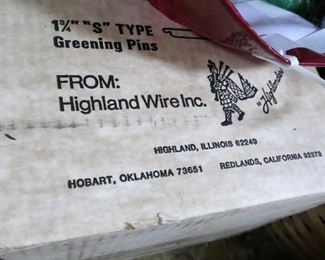 1¾" "S" TYPE
Greening Pins
FROM:
Highland Wire Inc.
"Highlander"
HIGHLAND, ILLINOIS 62249
HOBART, OKLAHOMA 73651
REDLANDS, CALIFORNIA 92373